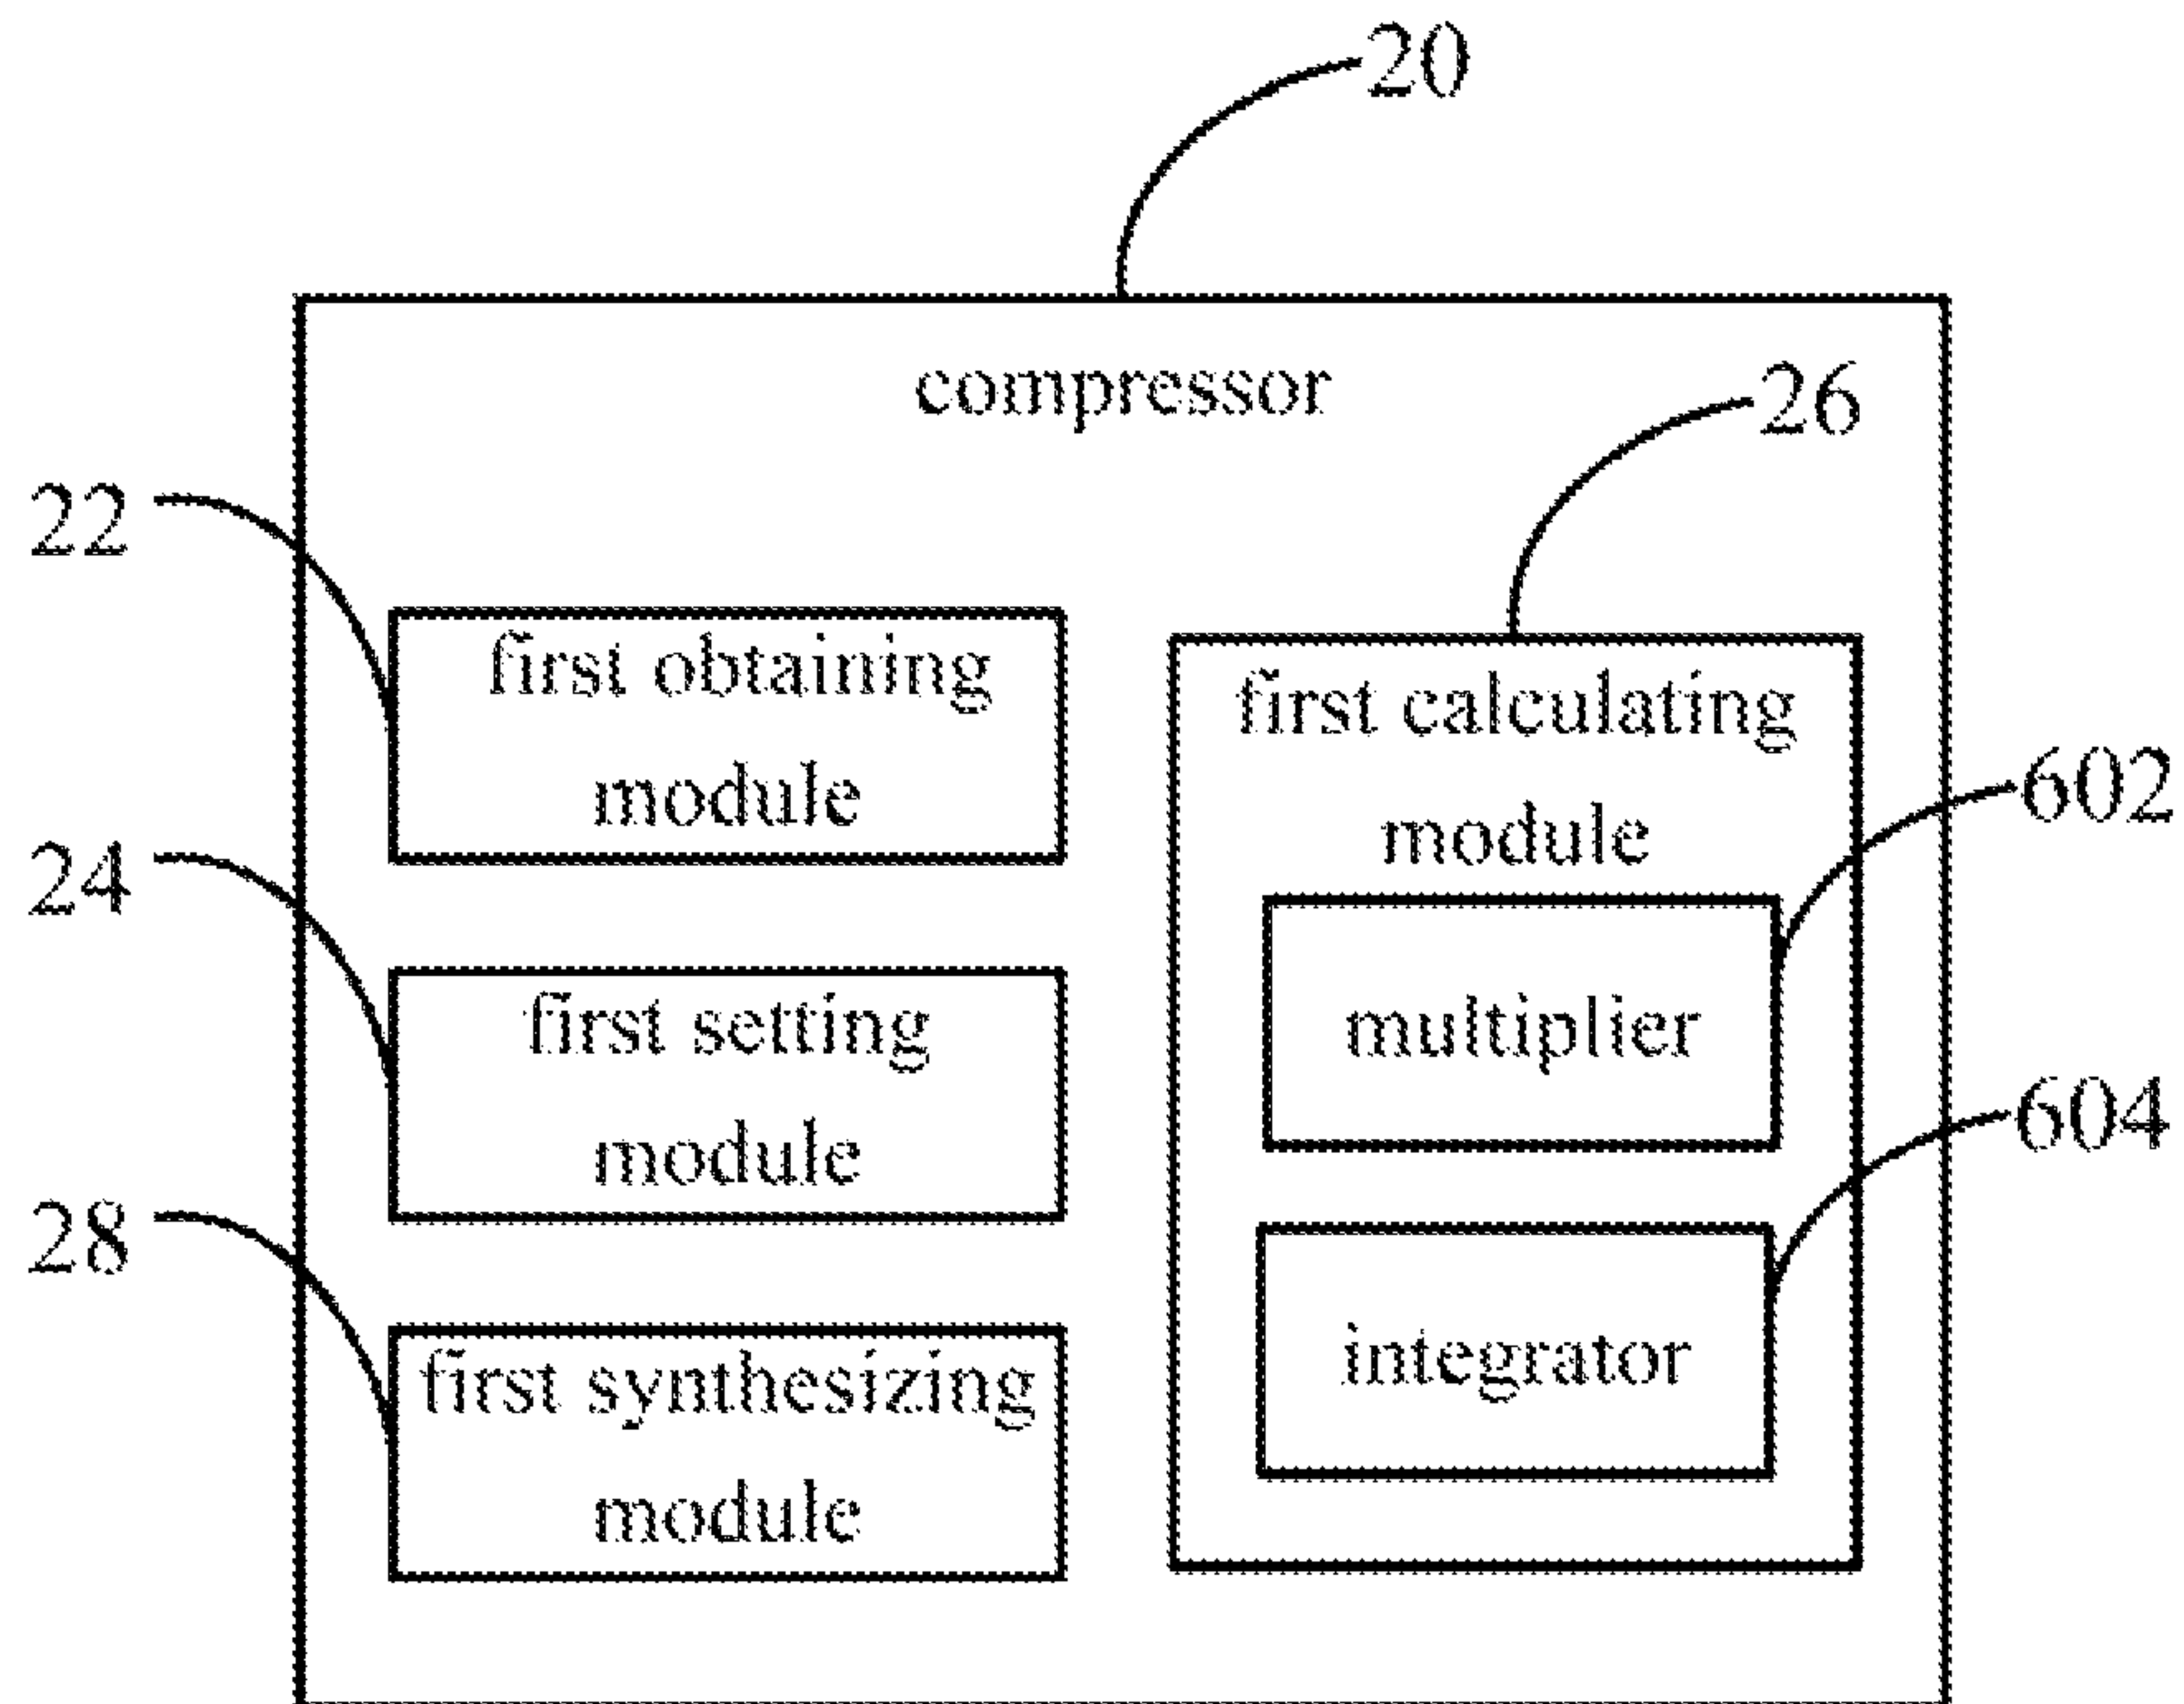 20
compressor
26
22
first obtaining
module
first calculating
module
602
24
first setting
module
multiplier
604
28
first synthesizing
module
integrator